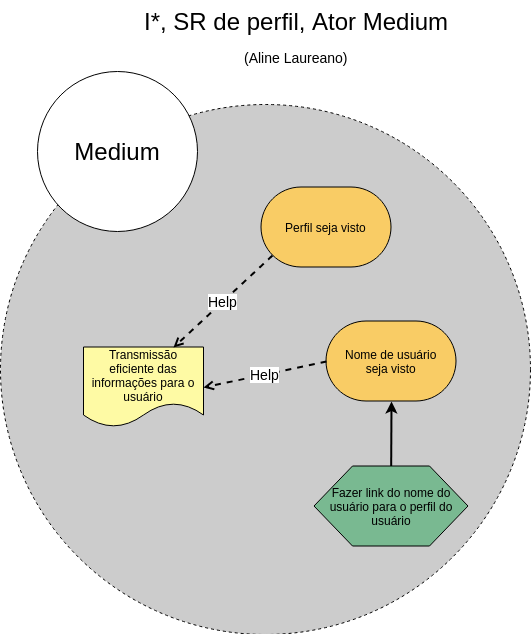 I*, SR de perfil, Ator Medium
(Aline Laureano)
Medium
Perfil seja visto
Help
Transmissão
eficiente das
informações para o
usuário
Help
Nome de usuário
seja visto
Fazer link do nome do
usuário para o perfil do
usuário